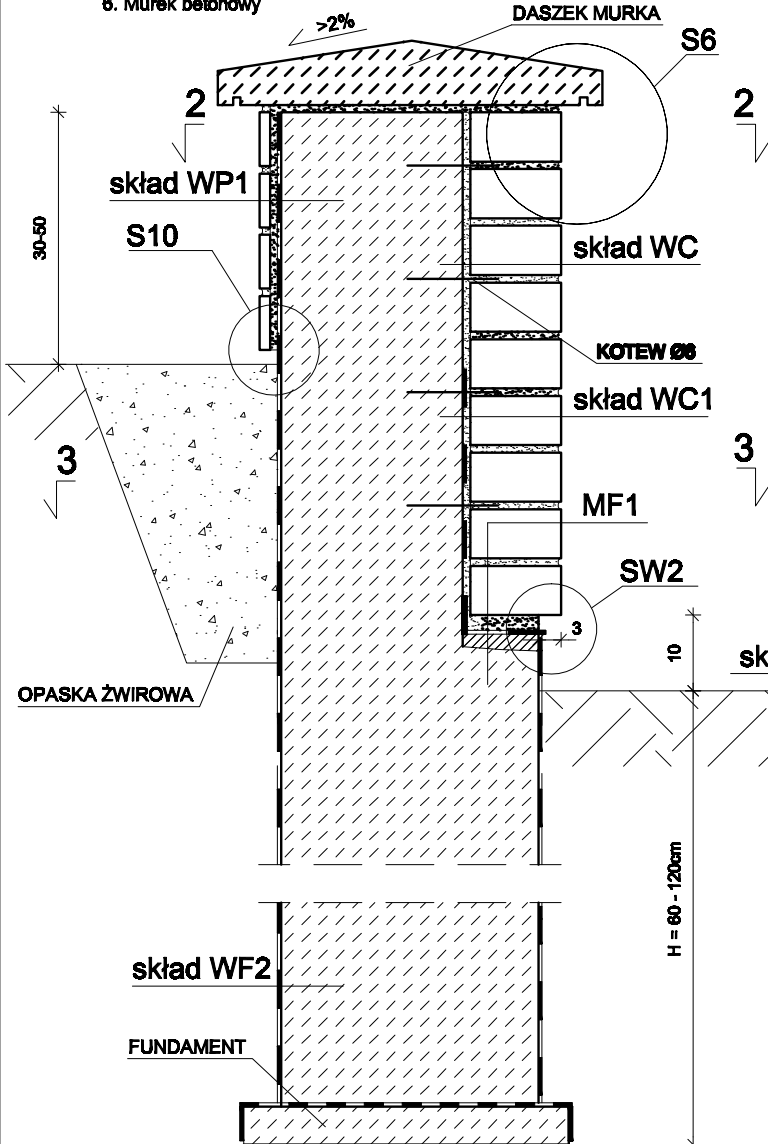 6. Murek betonowy
>2%
DASZEK MURKA
S6
2
2
skład WP1
30-50
S10
skład WC
KOTEW Ø6
skład WC1
3
3
MF1
SW2
3
10
sk
OPASKA ŻWIROWA
H = 60 - 120cm
skład WF2
FUNDAMENT